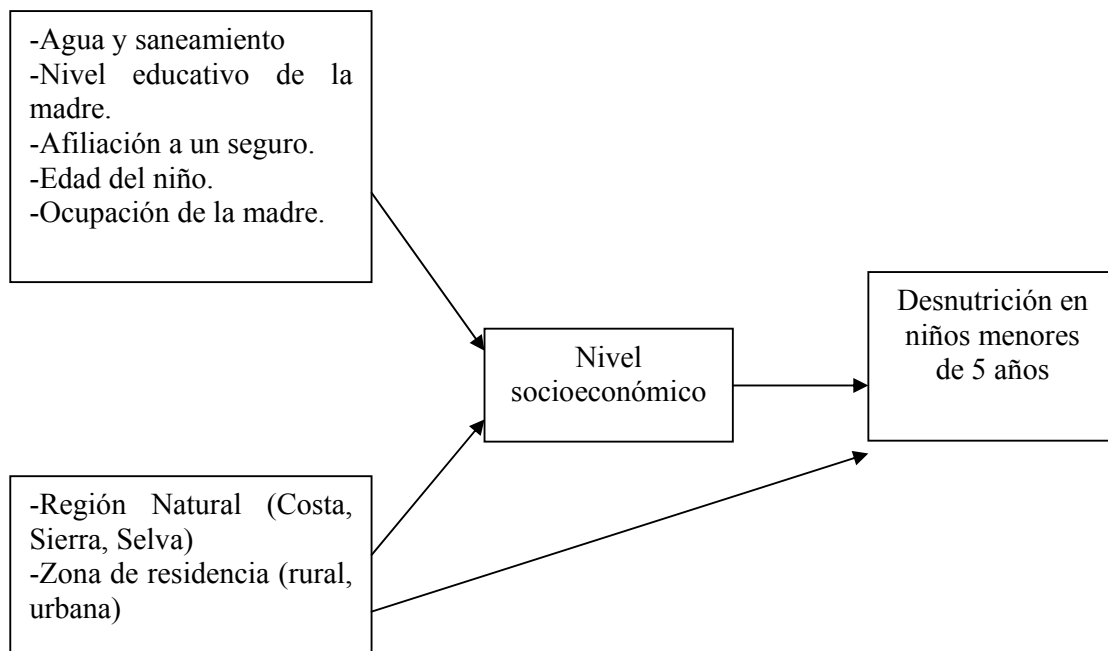 -Agua y saneamiento
-Nivel educativo de la
madre.
-Afiliación a un seguro.
-Edad del niño.
-Ocupación de la madre.
Nivel
socioeconómico
Desnutrición en
niños menores
de 5 años
-Región Natural (Costa,
Sierra, Selva)
-Zona de residencia (rural,
urbana)